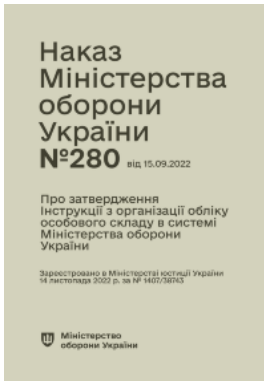 Наказ
Міністерства
оборони
України
№280 від 15.09.2022
Про затвердження
Інструкції з організації обліку
особового складу в системі
Міністерства оборони
України
Зареєстровано в Міністерстві юстиції України
14 листопада 2022 р. за № 1407/38743
Міністерство
оборони України